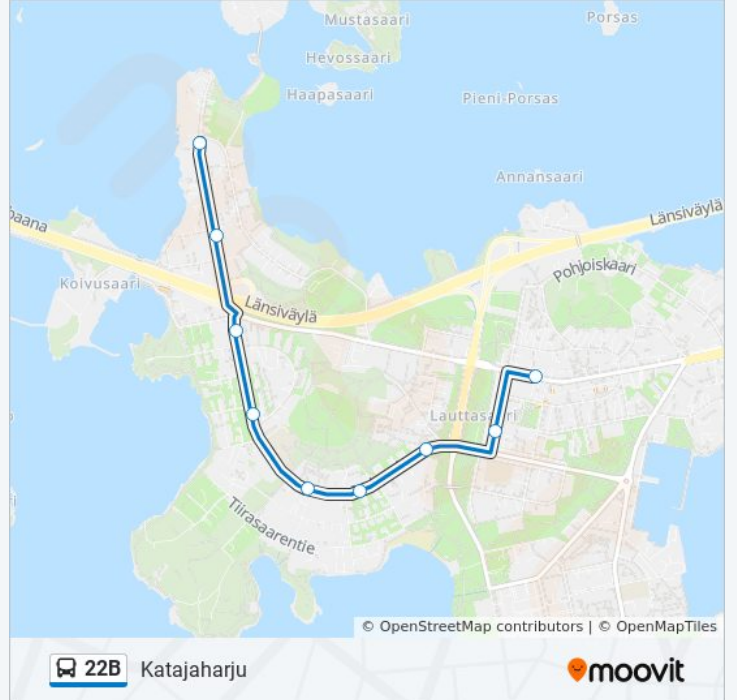 Mustasaari
Porsas
Hevossaari
Haapasaari
Pieni-Porsas
Annansaari
Länsiväylä
baana
Pohjoiskaari
Koivusaari
Länsiväylä
Lauttasaari
Tiirasaarentie
© OpenStreetMap contributors | © OpenMapTiles
22B Katajaharju
moovit